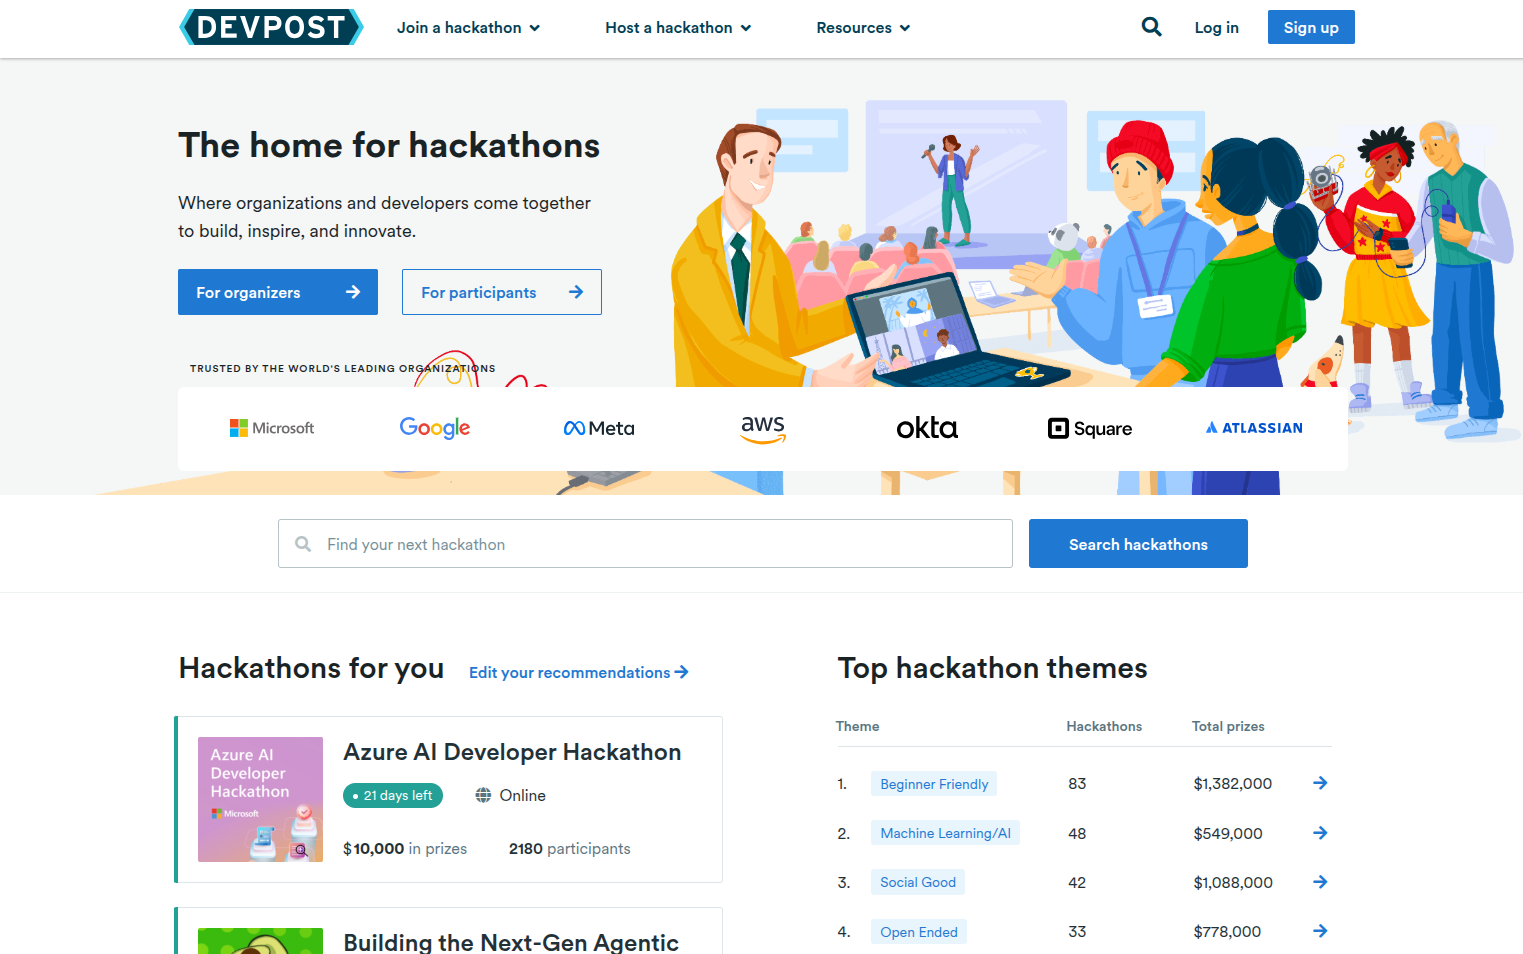 DEVPOST
Join a hackathon
Host a hackathon
Resources
Log in
Sign up
The home for hackathons
Where organizations and developers come together
to build, inspire, and innovate.
For organizers
For participants
TRUSTED BY THE WORLD'S LEADING ORGANIZATIONS
Microsoft
Google
Meta
aws
okta
Square
ATLASSIAN
Find your next hackathon
Search hackathons
Hackathons for you
Edit your recommendations
Azure AI
Developer
Hackathon
Microsoft
Azure AI Developer Hackathon
21 days left
Online
$10,000 in prizes
2180 participants
Building the Next-Gen Agentic
Top hackathon themes
Theme Hackathons Total prizes
1. Beginner Friendly 83 $1,382,000
2. Machine Learning/AI 48 $549,000
3. Social Good 42 $1,088,000
4. Open Ended 33 $778,000